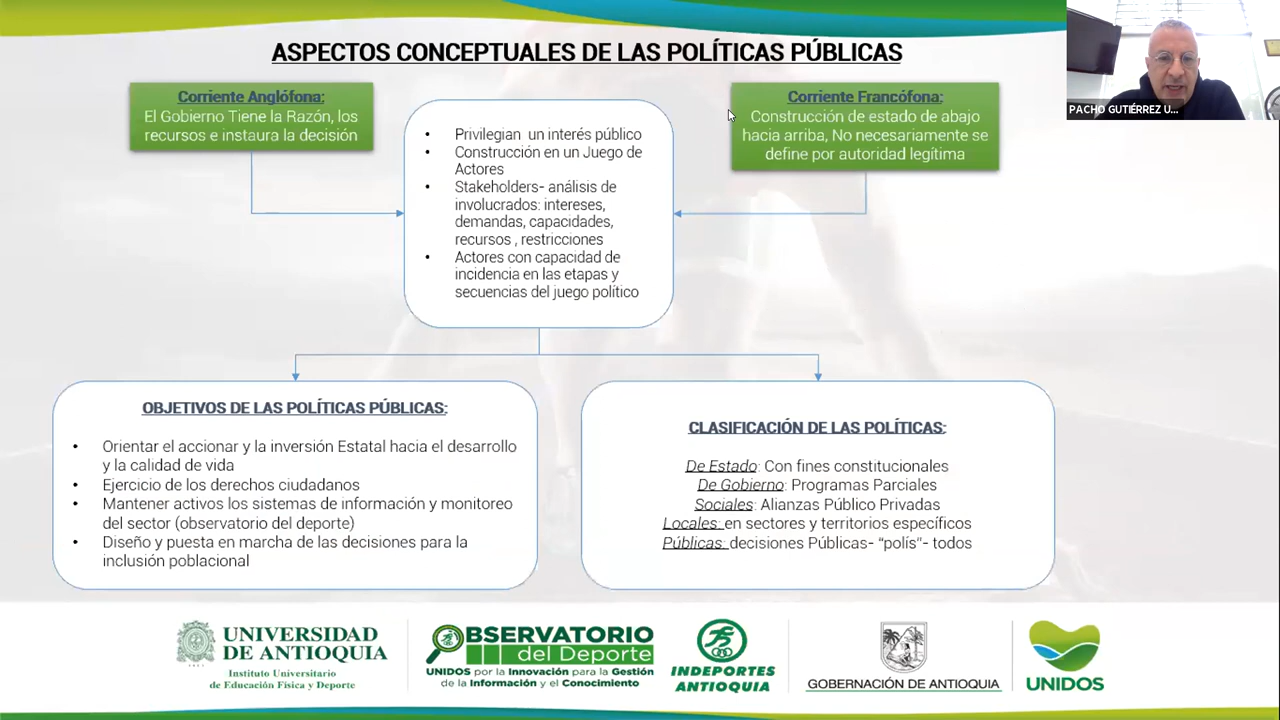 ASPECTOS CONCEPTUALES DE LAS POLÍTICAS PÚBLICAS
Corriente Anglófona:
El Gobierno Tiene la Razón, los
recursos e instaura la decisión
• Privilegian un interés público
• Construcción en un Juego de
Actores
• Stakeholders- análisis de
involucrados: intereses,
demandas, capacidades,
recursos , restricciones
• Actores con capacidad de
incidencia en las etapas y
secuencias del juego político
Corriente Francófona:
Construcción de estado de abajo
hacia arriba, No necesariamente se
define por autoridad legítima
PACHO GUTIÉRREZ U...
OBJETIVOS DE LAS POLÍTICAS PÚBLICAS:
• Orientar el accionar y la inversión Estatal hacia el desarrollo
y la calidad de vida
• Ejercicio de los derechos ciudadanos
• Mantener activos los sistemas de información y monitoreo
del sector (observatorio del deporte)
• Diseño y puesta en marcha de las decisiones para la
inclusión poblacional
CLASIFICACIÓN DE LAS POLÍTICAS:
De Estado: Con fines constitucionales
De Gobierno: Programas Parciales
Sociales: Alianzas Público Privadas
Locales: en sectores y territorios específicos
Públicas: decisiones Públicas- “polís”- todos
UNIVERSIDAD
DE ANTIOQUIA
Instituto Universitario
de Educación Física y Deporte
OBSERVATORIO
del Deporte
UNIDOS por la Innovación para la Gestión
de la Información y el Conocimiento
INDEPORTES
ANTIOQUIA
GOBERNACIÓN DE ANTIOQUIA
UNIDOS